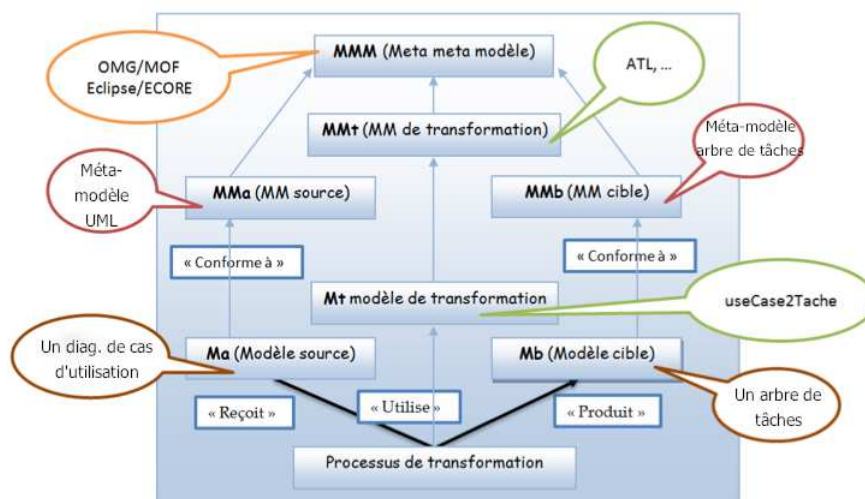 MMM (Meta meta modèle)
OMG/MOF
Eclipse/ECORE
ATL, ...
MMt (MM de transformation)
Méta-modèle
arbre de tâches
Méta-
modèle
UML
MMa (MM source)
MMb (MM cible)
« Conforme à »
« Conforme à »
Mt modèle de transformation
useCase2Tache
Un diag. de cas
d'utilisation
Ma (Modèle source)
Mb (Modèle cible)
Un arbre de
tâches
« Reçoit »
« Utilise »
« Produit »
Processus de transformation